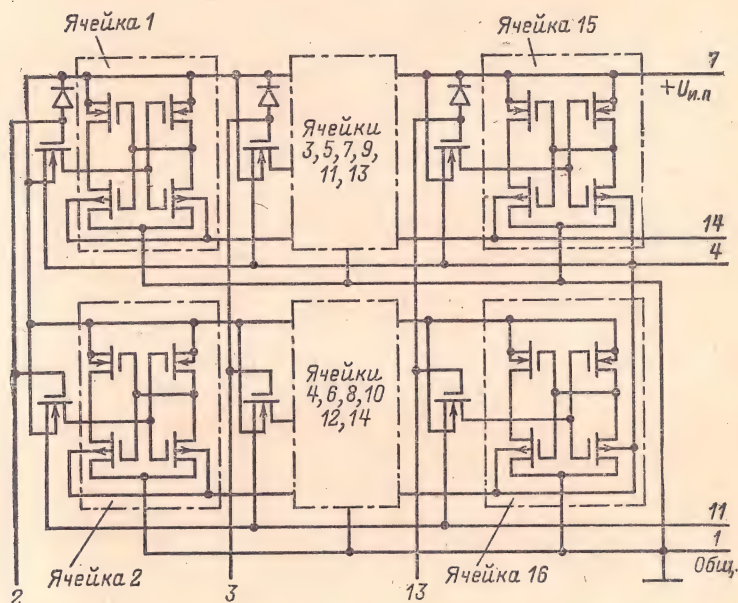 Ячейка 1
Ячейка 15
7
+Uи.п
Ячейки
3, 5, 7, 9,
11, 13
14
4
Ячейки
4, 6, 8, 10
12, 14
11
1
Общ.
2
Ячейка 2
3
13
Ячейка 16